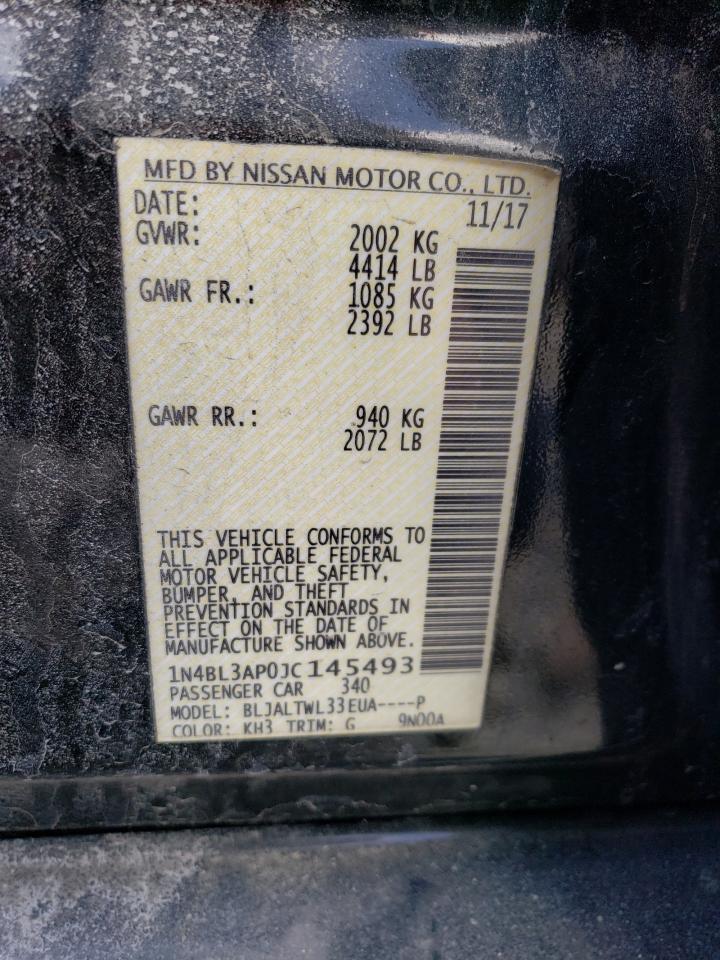 MFD BY NISSAN MOTOR CO., LTD.
DATE: 11/17
GVWR: 2002 KG
4414 LB
GAWR FR.: 1085 KG
2392 LB
GAWR RR.: 940 KG
2072 LB
THIS VEHICLE CONFORMS TO
ALL APPLICABLE FEDERAL
MOTOR VEHICLE SAFETY,
BUMPER, AND THEFT
PREVENTION STANDARDS IN
EFFECT ON THE DATE OF
MANUFACTURE SHOWN ABOVE.
1N4BL3AP0JC145493
PASSENGER CAR 340
MODEL: BLJALTWL33EUA----P
COLOR: KH3 TRIM: G 9N00A